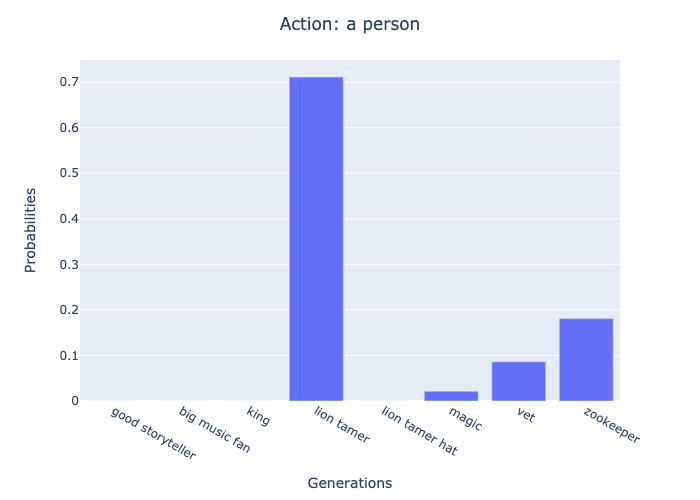 Action: a person
Probabilities
0.7
0.6
0.5
0.4
0.3
0.2
0.1
0
good storyteller
big music fan
king
lion tamer
lion tamer hat
magic
vet
zookeeper
Generations